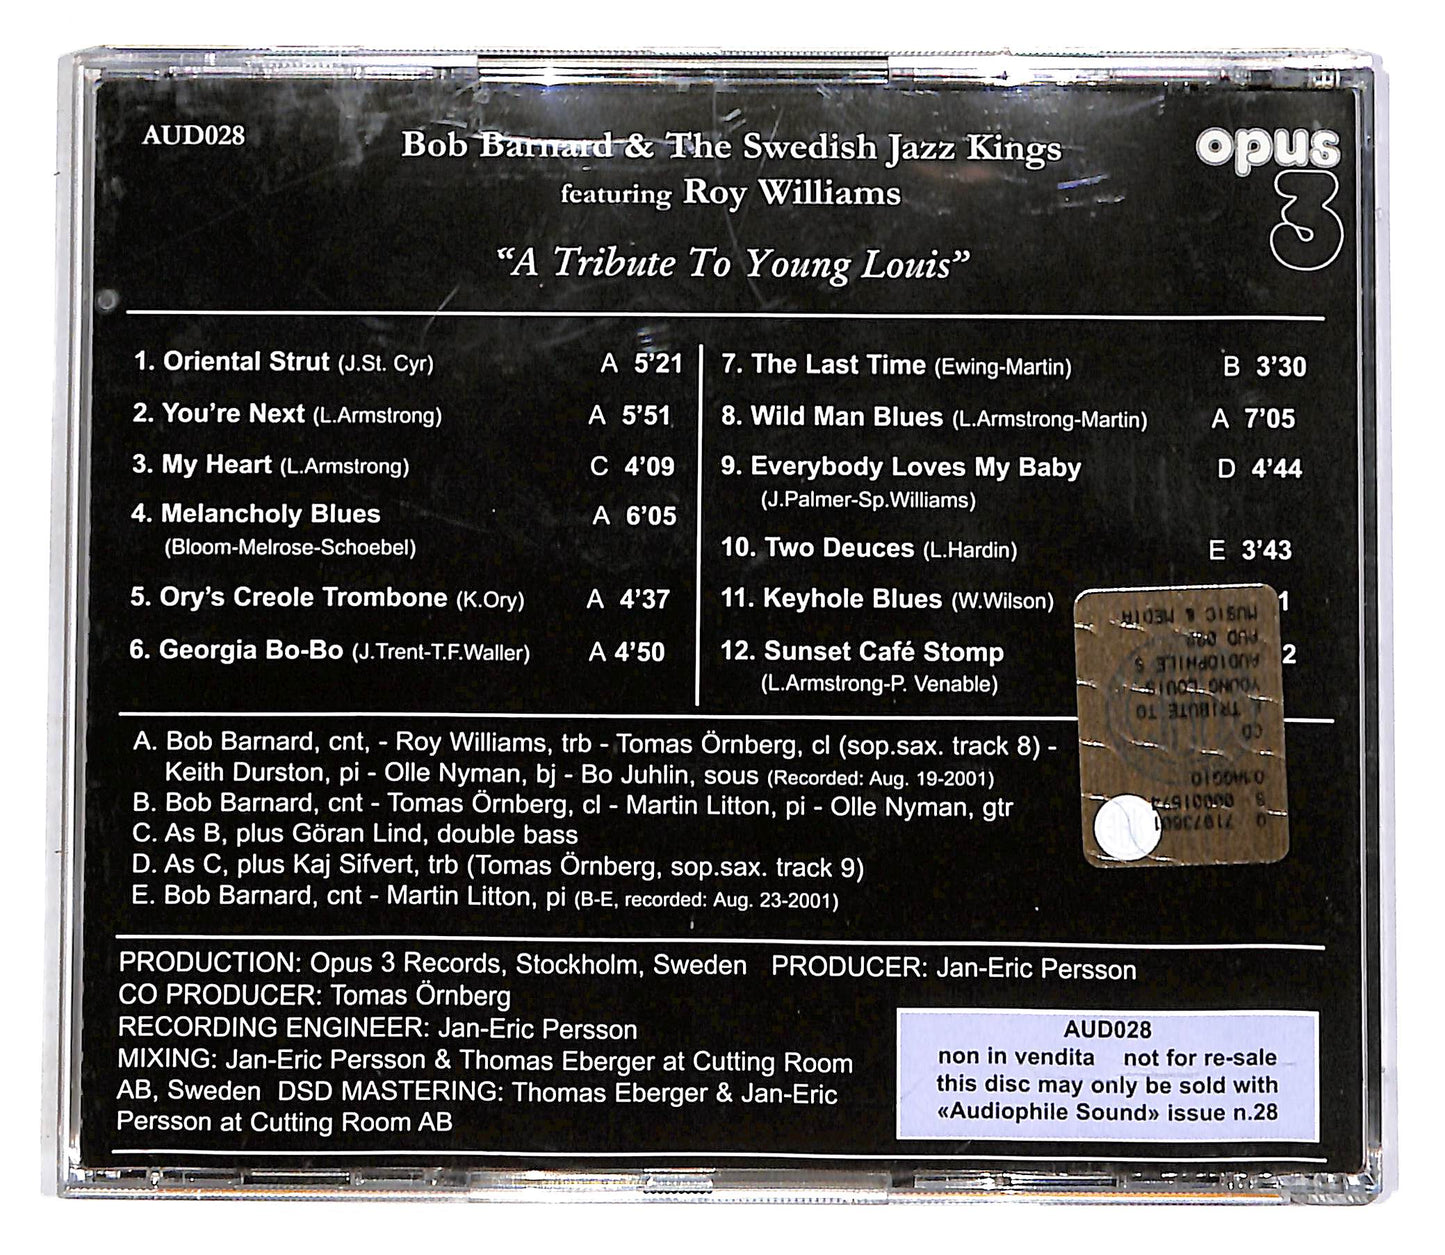 AUD028
Bob Barnard & The Swedish Jazz Kings
featuring Roy Williams
“A Tribute To Young Louis”
opus
3
1. Oriental Strut (J.St. Cyr) A 5’21
2. You’re Next (L.Armstrong) A 5’51
3. My Heart (L.Armstrong) C 4’09
4. Melancholy Blues A 6’05
(Bloom-Melrose-Schoebel)
5. Ory’s Creole Trombone (K.Ory) A 4’37
6. Georgia Bo-Bo (J.Trent-T.F.Waller) A 4’50
7. The Last Time (Ewing-Martin) B 3’30
8. Wild Man Blues (L.Armstrong-Martin) A 7’05
9. Everybody Loves My Baby D 4’44
(J.Palmer-Sp.Williams)
10. Two Deuces (L.Hardin) E 3’43
11. Keyhole Blues (W.Wilson) 1
12. Sunset Café Stomp 2
(L.Armstrong-P. Venable)
A. Bob Barnard, cnt, - Roy Williams, trb - Tomas Örnberg, cl (sop.sax. track 8) -
Keith Durston, pi - Olle Nyman, bj - Bo Juhlin, sous (Recorded: Aug. 19-2001)
B. Bob Barnard, cnt - Tomas Örnberg, cl - Martin Litton, pi - Olle Nyman, gtr
C. As B, plus Göran Lind, double bass
D. As C, plus Kaj Sifvert, trb (Tomas Örnberg, sop.sax. track 9)
E. Bob Barnard, cnt - Martin Litton, pi (B-E, recorded: Aug. 23-2001)
MUSIC & MEDIA
AUD
AUDIOPHILE S
YOUNG LOUIS
A TRIBUTE TO
CD
PRODUCTION: Opus 3 Records, Stockholm, Sweden PRODUCER: Jan-Eric Persson
CO PRODUCER: Tomas Örnberg
RECORDING ENGINEER: Jan-Eric Persson
MIXING: Jan-Eric Persson & Thomas Eberger at Cutting Room
AB, Sweden DSD MASTERING: Thomas Eberger & Jan-Eric
Persson at Cutting Room AB
AUD028
non in vendita not for re-sale
this disc may only be sold with
«Audiophile Sound» issue n.28